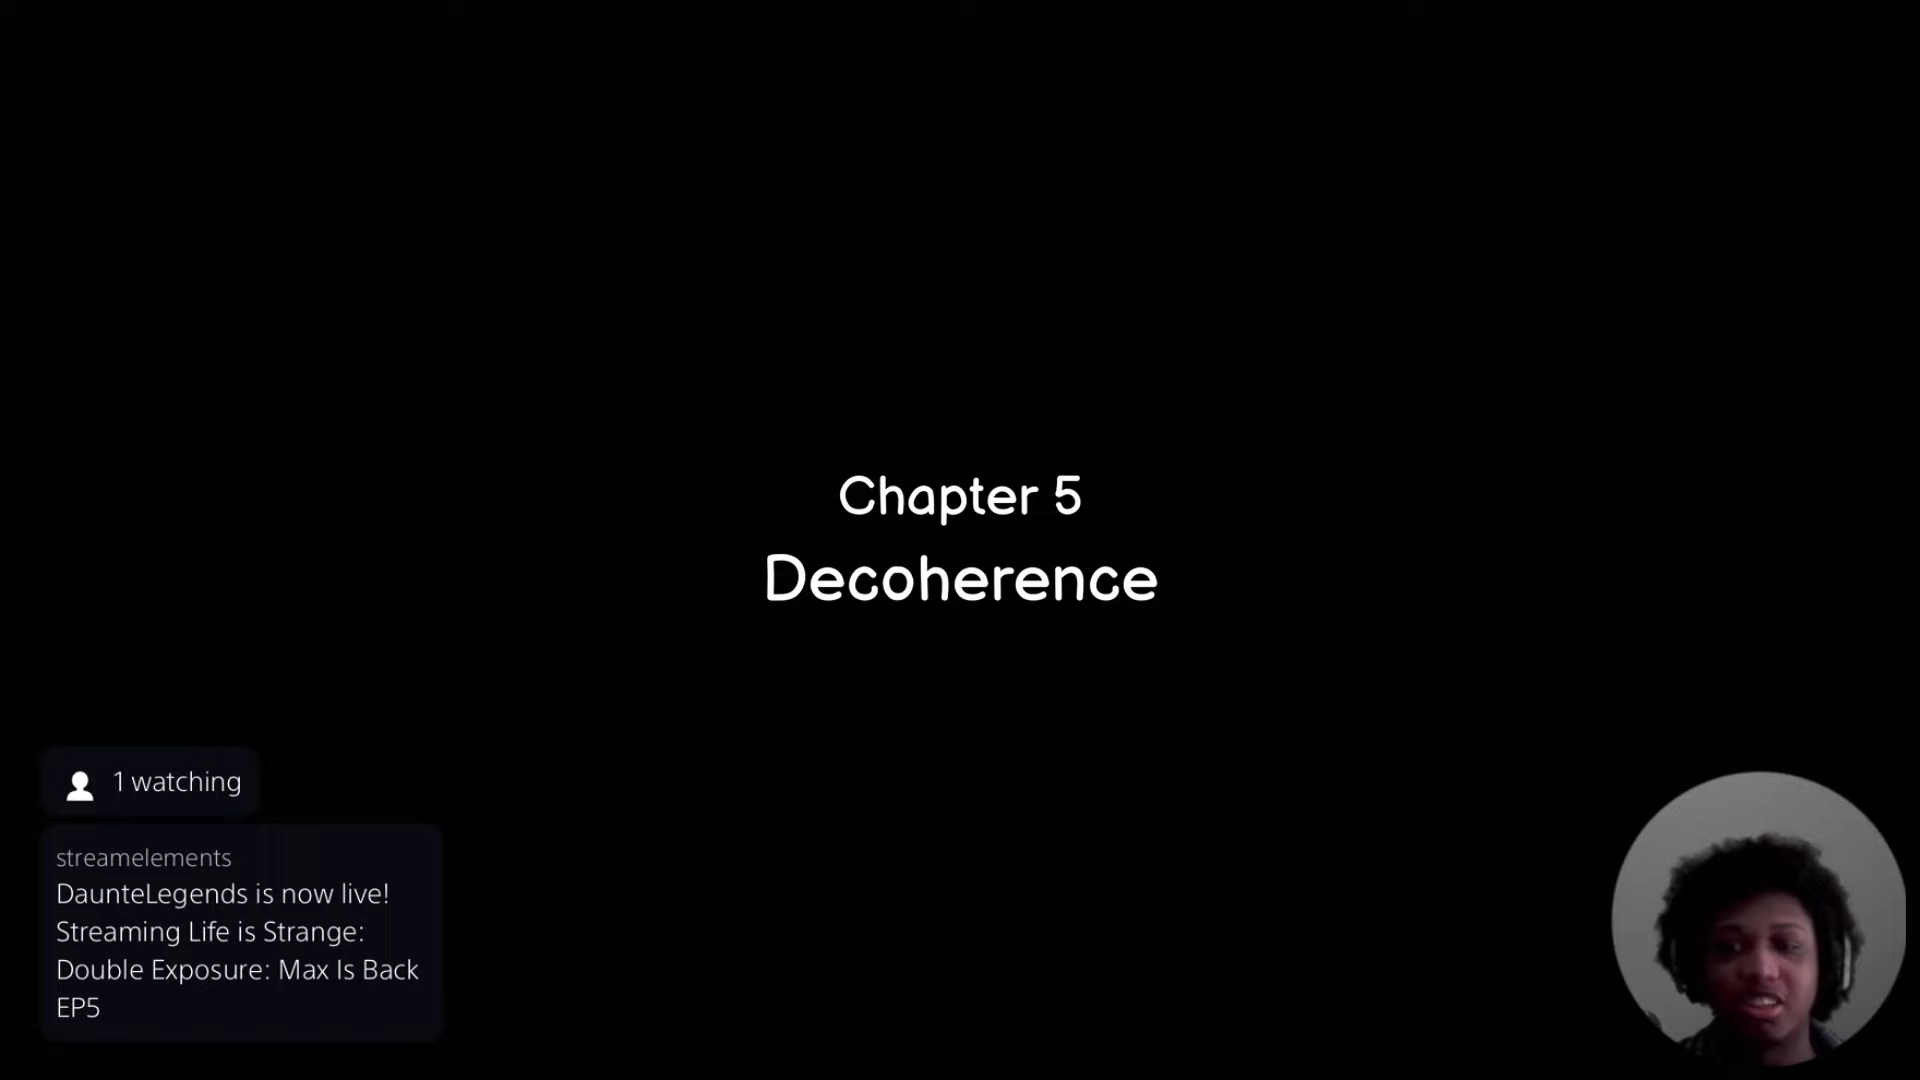 Chapter 5
Decoherence
1 watching
streamelements
DaunteLegends is now live!
Streaming Life is Strange:
Double Exposure: Max Is Back
EP5